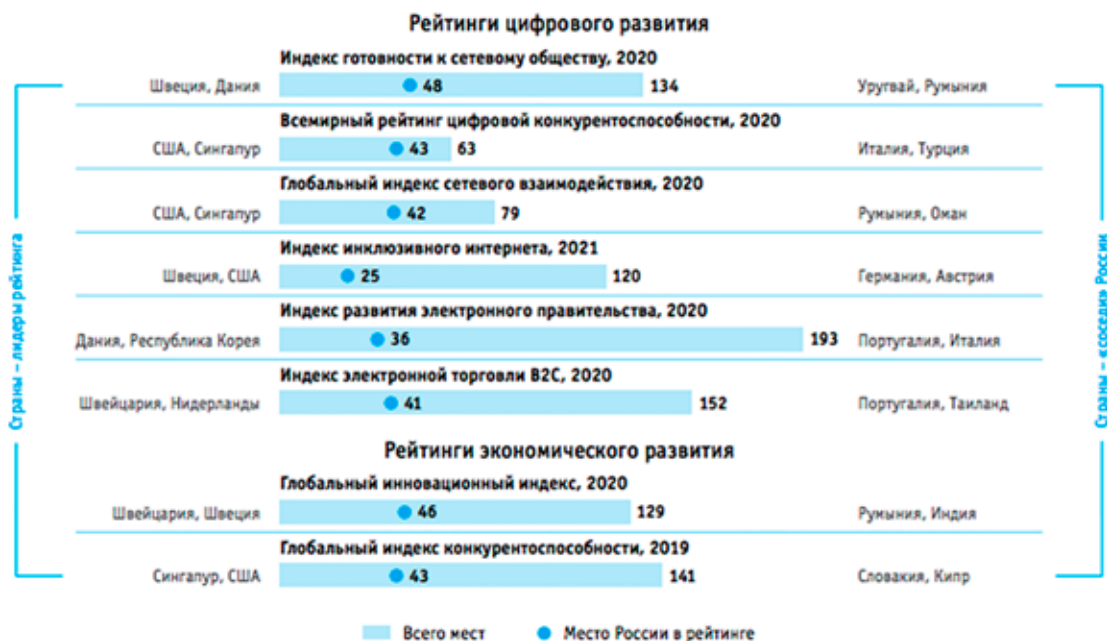 Рейтинги цифрового развития
Индекс готовности к сетевому обществу, 2020
Швеция, Дания 48 134 Уругвай, Румыния
Всемирный рейтинг цифровой конкурентоспособности, 2020
США, Сингапур 43 63 Италия, Турция
Глобальный индекс сетевого взаимодействия, 2020
США, Сингапур 42 79 Румыния, Оман
Индекс инклюзивного интернета, 2021
Швеция, США 25 120 Германия, Австрия
Индекс развития электронного правительства, 2020
Дания, Республика Корея 36 193 Португалия, Италия
Индекс электронной торговли B2C, 2020
Швейцария, Нидерланды 41 152 Португалия, Таиланд
Рейтинги экономического развития
Глобальный инновационный индекс, 2020
Швейцария, Швеция 46 129 Румыния, Индия
Глобальный индекс конкурентоспособности, 2019
Сингапур, США 43 141 Словакия, Кипр
Страны – лидеры рейтинга
Страны – «соседи» России
Всего мест Место России в рейтинге